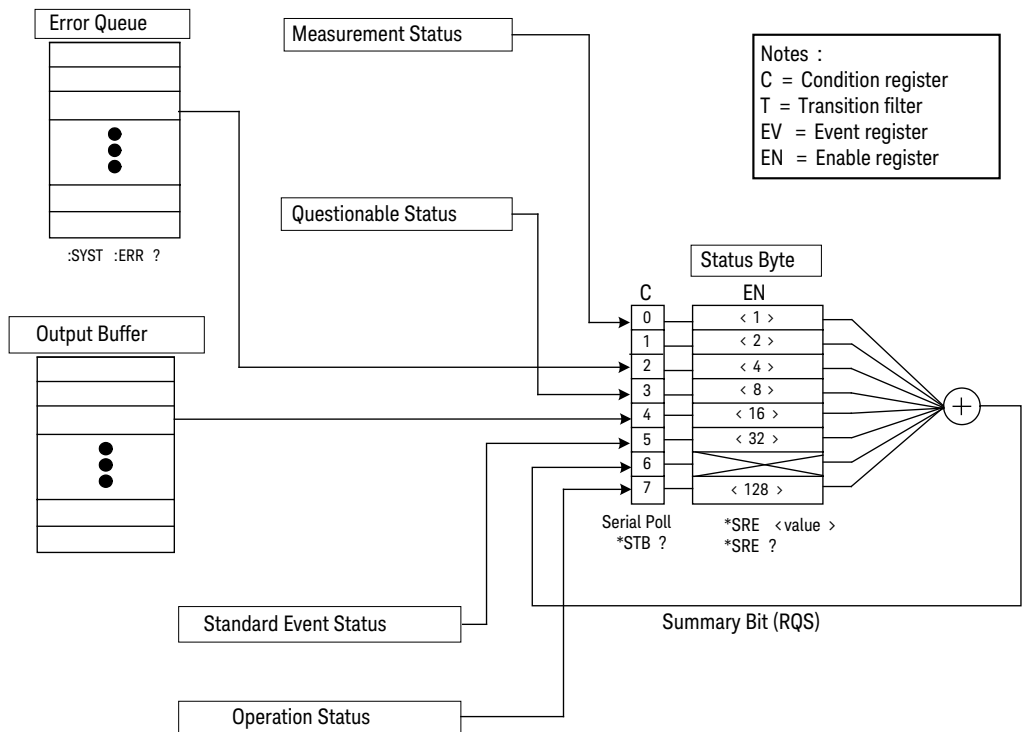 Error Queue
:SYST :ERR ?
Output Buffer
Measurement Status
Questionable Status
Standard Event Status
Operation Status
Notes :
C = Condition register
T = Transition filter
EV = Event register
EN = Enable register
Status Byte
C EN
0 < 1 >
1 < 2 >
2 < 4 >
3 < 8 >
4 < 16 >
5 < 32 >
6
7 < 128 >
Serial Poll
*STB ?
*SRE < value >
*SRE ?
+
Summary Bit (RQS)